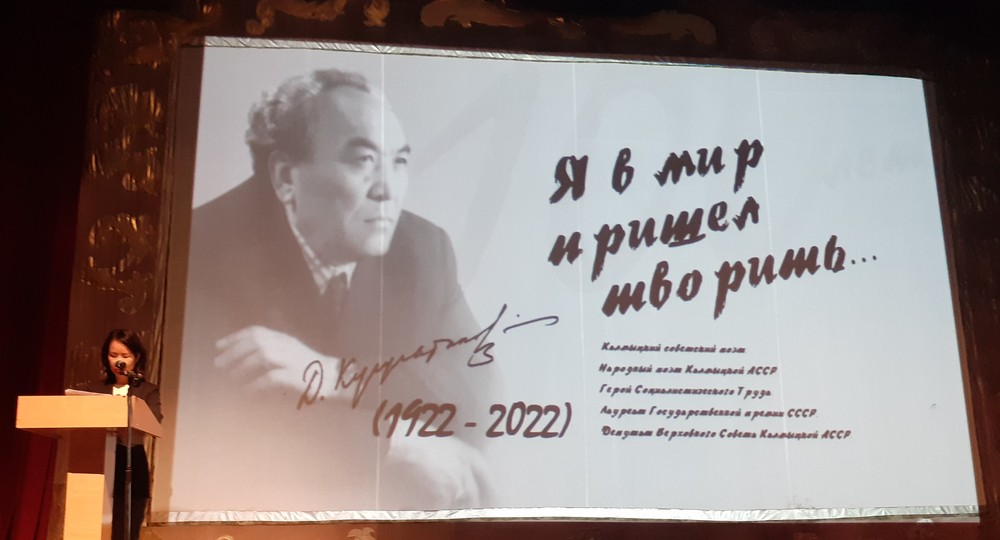 Я в мир
пришел
творить...
Д. Кугультинов
(1922 - 2022)
Калмыцкий советский поэт
Народный поэт Калмыцкой АССР
Герой Социалистического Труда
Лауреат Государственной премии СССР
Депутат Верховного Совета Калмыцкой АССР